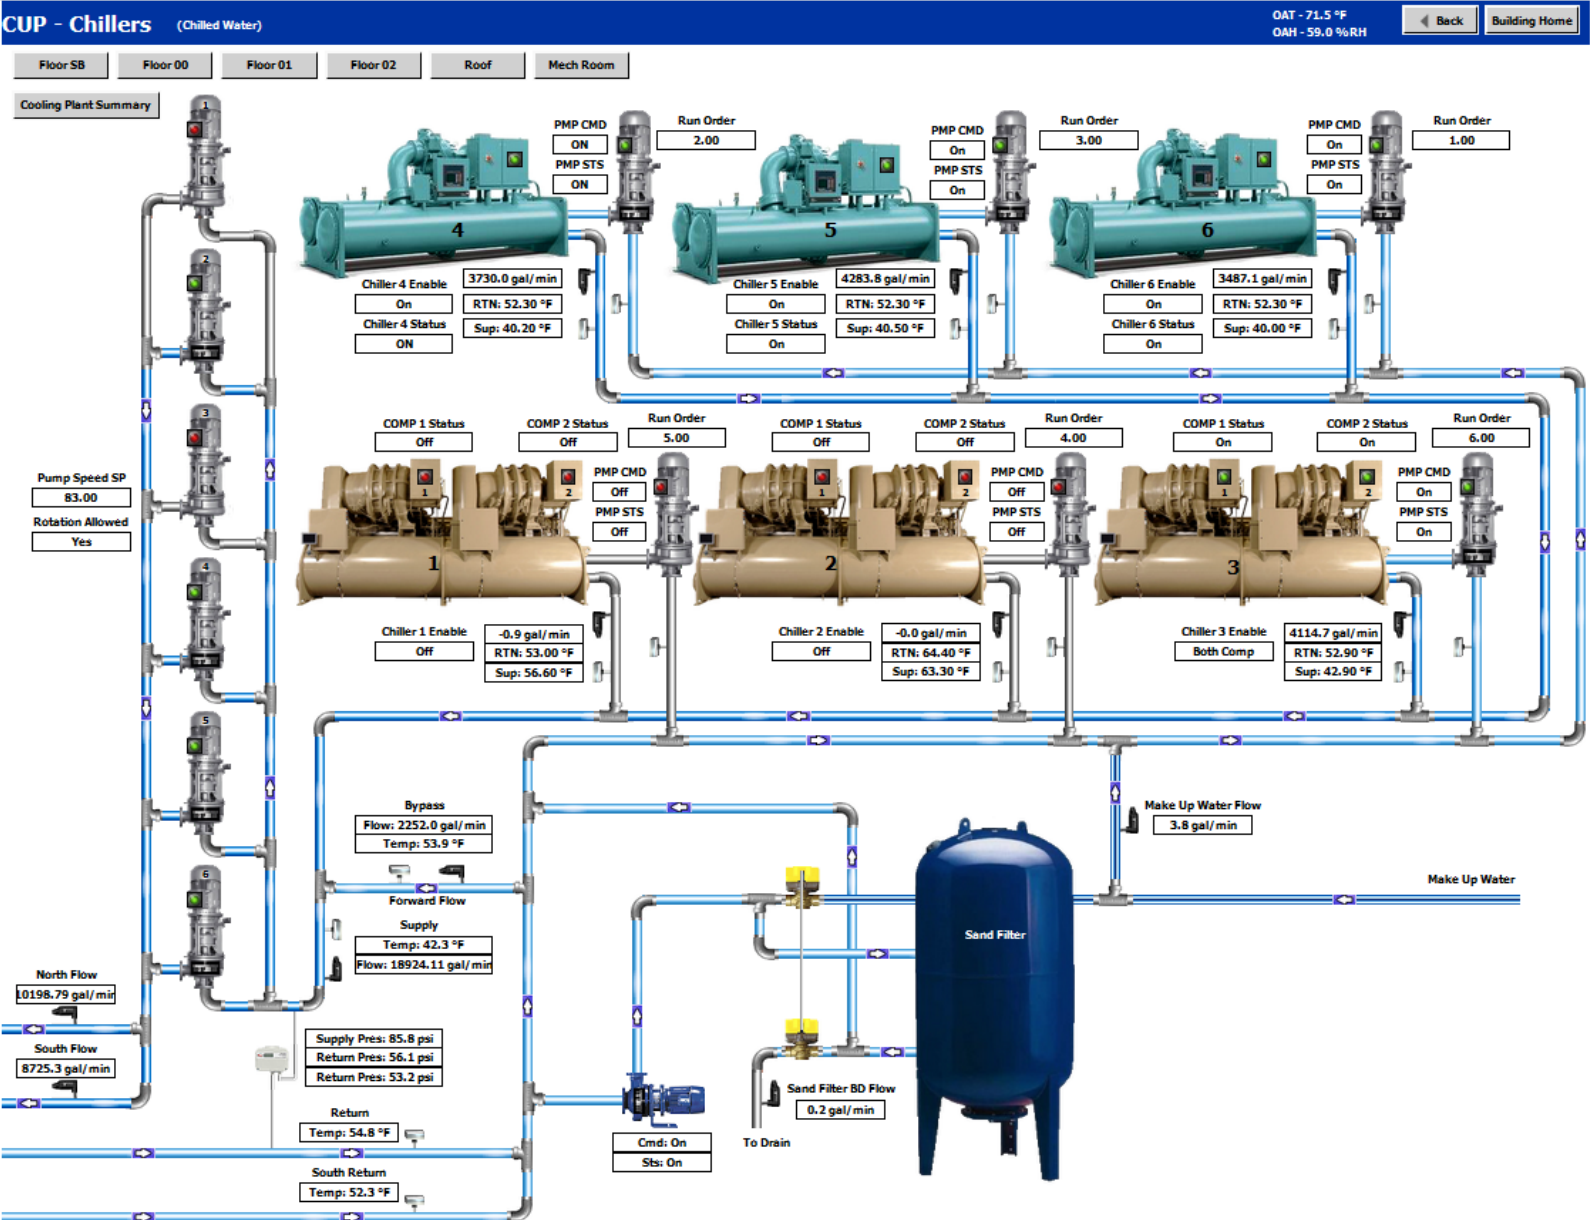 CUP - Chillers (Chilled Water)
OAT - 71.5 °F
OAH - 59.0 %RH
Back
Building Home
Floor SB
Floor 00
Floor 01
Floor 02
Roof
Mech Room
Cooling Plant Summary
1
2
3
4
5
6
Pump Speed SP
83.00
Rotation Allowed
Yes
North Flow
10198.79 gal/min
South Flow
8725.3 gal/min
4
PMP CMD
ON
PMP STS
ON
Run Order
2.00
Chiller 4 Enable
On
Chiller 4 Status
ON
3730.0 gal/min
RTN: 52.30 °F
Sup: 40.20 °F
5
PMP CMD
On
PMP STS
On
Run Order
3.00
Chiller 5 Enable
On
Chiller 5 Status
On
4283.8 gal/min
RTN: 52.30 °F
Sup: 40.50 °F
6
PMP CMD
On
PMP STS
On
Run Order
1.00
Chiller 6 Enable
On
Chiller 6 Status
On
3487.1 gal/min
RTN: 52.30 °F
Sup: 40.00 °F
COMP 1 Status
Off
COMP 2 Status
Off
Run Order
5.00
1
2
PMP CMD
Off
PMP STS
Off
1
Chiller 1 Enable
Off
-0.9 gal/min
RTN: 53.00 °F
Sup: 56.60 °F
COMP 1 Status
Off
COMP 2 Status
Off
Run Order
4.00
1
2
PMP CMD
Off
PMP STS
Off
2
Chiller 2 Enable
Off
-0.0 gal/min
RTN: 64.40 °F
Sup: 63.30 °F
COMP 1 Status
On
COMP 2 Status
On
Run Order
6.00
1
2
PMP CMD
On
PMP STS
On
3
Chiller 3 Enable
Both Comp
4114.7 gal/min
RTN: 52.90 °F
Sup: 42.90 °F
Bypass
Flow: 2252.0 gal/min
Temp: 53.9 °F
Forward Flow
Supply
Temp: 42.3 °F
Flow: 18924.11 gal/min
Supply Pres: 85.8 psi
Return Pres: 56.1 psi
Return Pres: 53.2 psi
Return
Temp: 54.8 °F
South Return
Temp: 52.3 °F
Cmd: On
Sts: On
Make Up Water Flow
3.8 gal/min
Make Up Water
Sand Filter
Sand Filter BD Flow
0.2 gal/min
To Drain